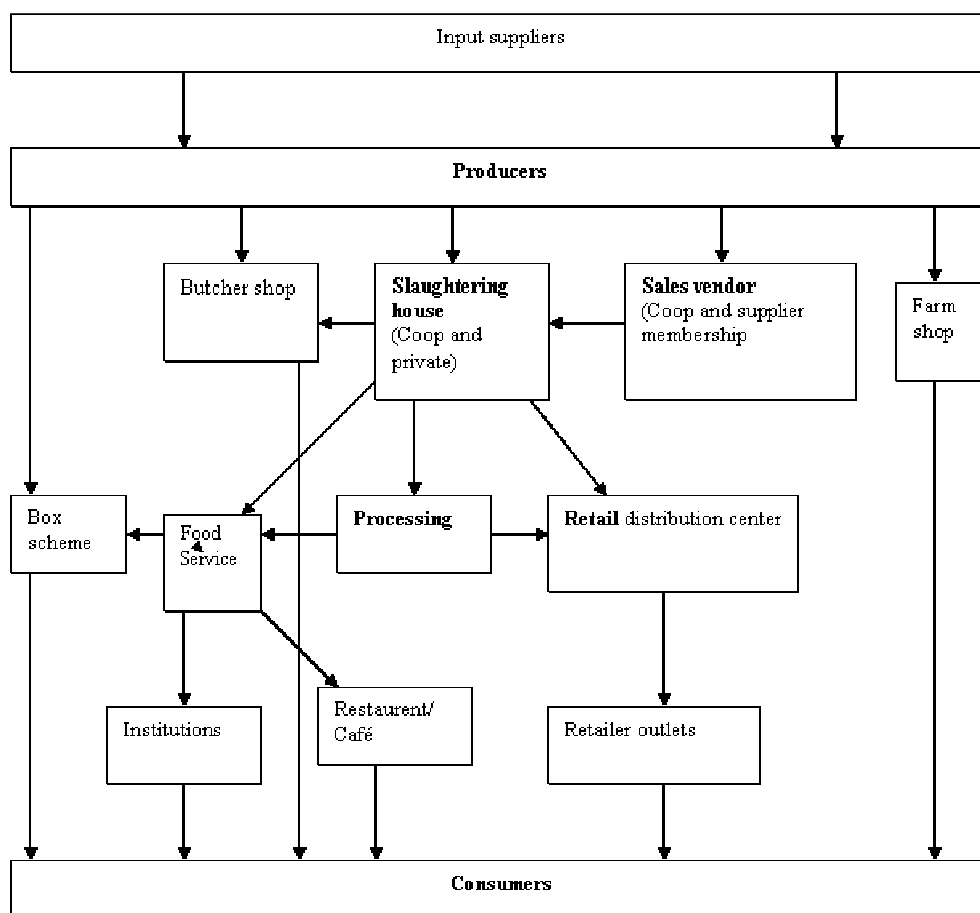 Input suppliers
Producers
Butcher shop
Slaughtering
house
(Coop and
private)
Sales vendor
(Coop and supplier
membership
Farm
shop
Box
scheme
Food
Service
Processing
Retail distribution center
Institutions
Restaurent/
Café
Retailer outlets
Consumers